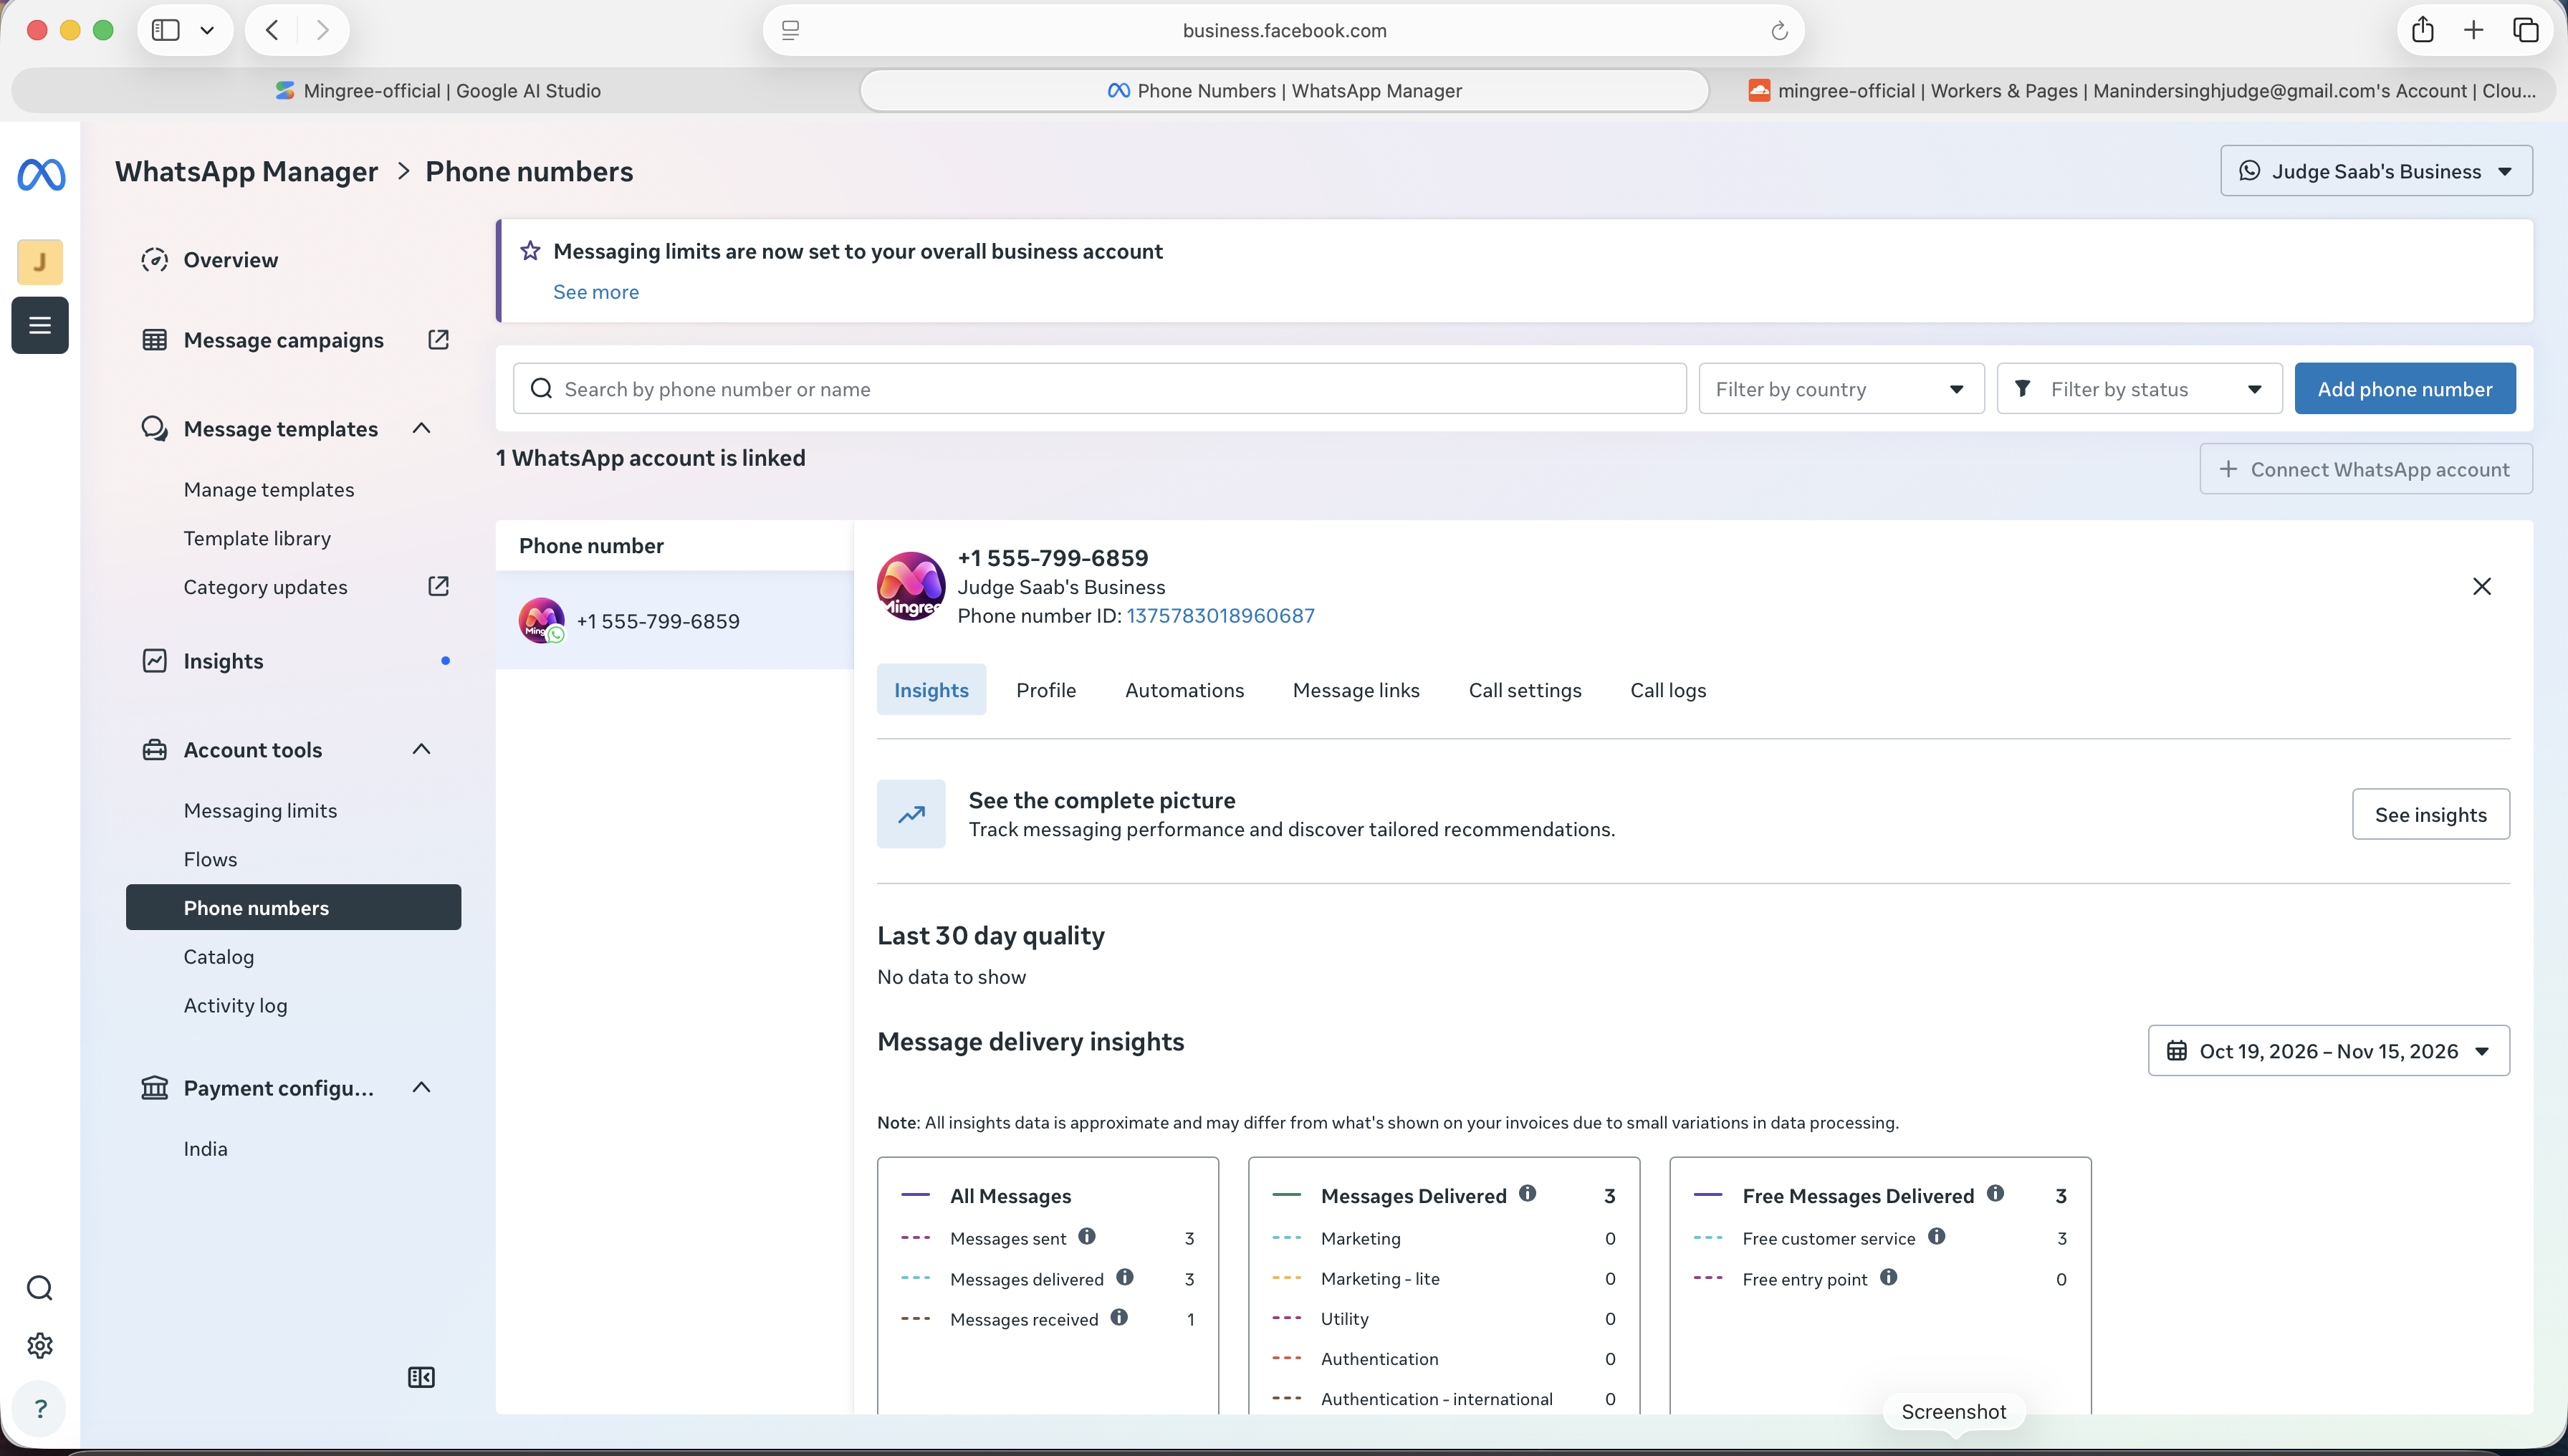 business.facebook.com
Mingree-official | Google AI Studio
Phone Numbers | WhatsApp Manager
mingree-official | Workers & Pages | Manindersinghjudge@gmail.com's Account | Clou...
WhatsApp Manager > Phone numbers
Judge Saab's Business
J
Overview
Message campaigns
Message templates
Manage templates
Template library
Category updates
Insights
Account tools
Messaging limits
Flows
Phone numbers
Catalog
Activity log
Payment configu...
India
?
Messaging limits are now set to your overall business account
See more
Search by phone number or name
Filter by country
Filter by status
Add phone number
1 WhatsApp account is linked
+ Connect WhatsApp account
Phone number
+1 555-799-6859
Mingree
+1 555-799-6859
Judge Saab's Business
Phone number ID: 1375783018960687
Insights Profile Automations Message links Call settings Call logs
See the complete picture
Track messaging performance and discover tailored recommendations.
See insights
Last 30 day quality
No data to show
Message delivery insights
Oct 19, 2026 – Nov 15, 2026
Note: All insights data is approximate and may differ from what's shown on your invoices due to small variations in data processing.
All Messages
Messages sent 3
Messages delivered 3
Messages received 1
Messages Delivered 3
Marketing 0
Marketing - lite 0
Utility 0
Authentication 0
Authentication - international 0
Free Messages Delivered 3
Free customer service 3
Free entry point 0
Screenshot